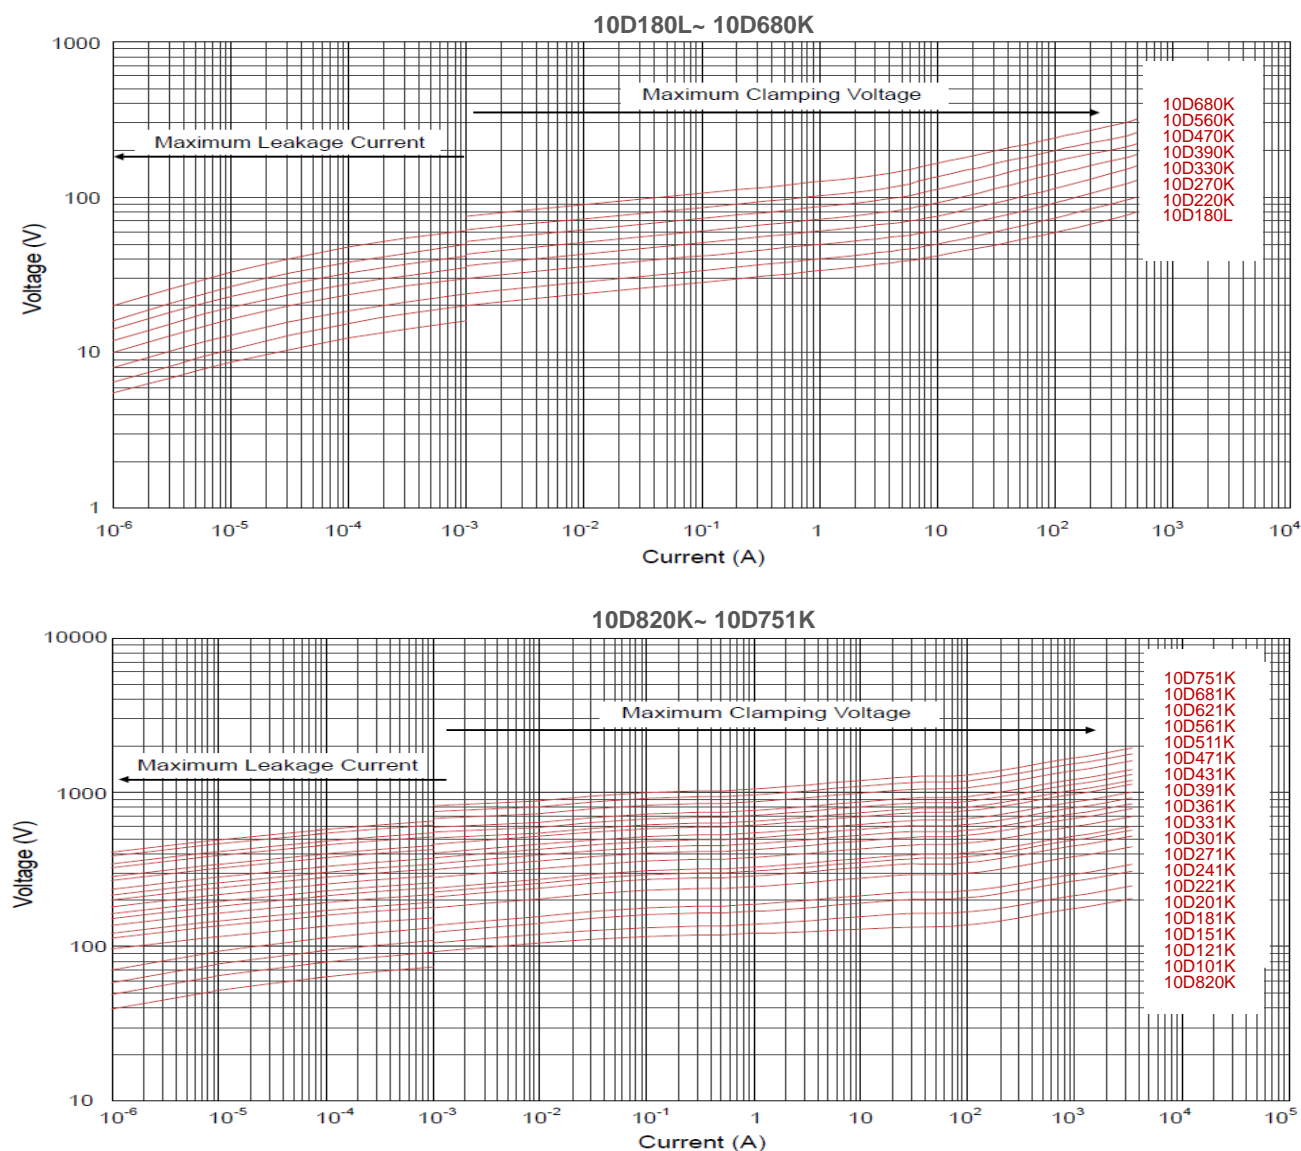 10D180L~ 10D680K
1000
100
10
1
Voltage (V)
Maximum Clamping Voltage
Maximum Leakage Current
10D680K
10D560K
10D470K
10D390K
10D330K
10D270K
10D220K
10D180L
10-6 10-5 10-4 10-3 10-2 10-1 1 10 102 103 104
Current (A)
10D820K~ 10D751K
10000
1000
100
10
Voltage (V)
Maximum Clamping Voltage
Maximum Leakage Current
10D751K
10D681K
10D621K
10D561K
10D511K
10D471K
10D431K
10D391K
10D361K
10D331K
10D301K
10D271K
10D241K
10D221K
10D201K
10D181K
10D151K
10D121K
10D101K
10D820K
10-6 10-5 10-4 10-3 10-2 10-1 1 10 102 103 104 105
Current (A)